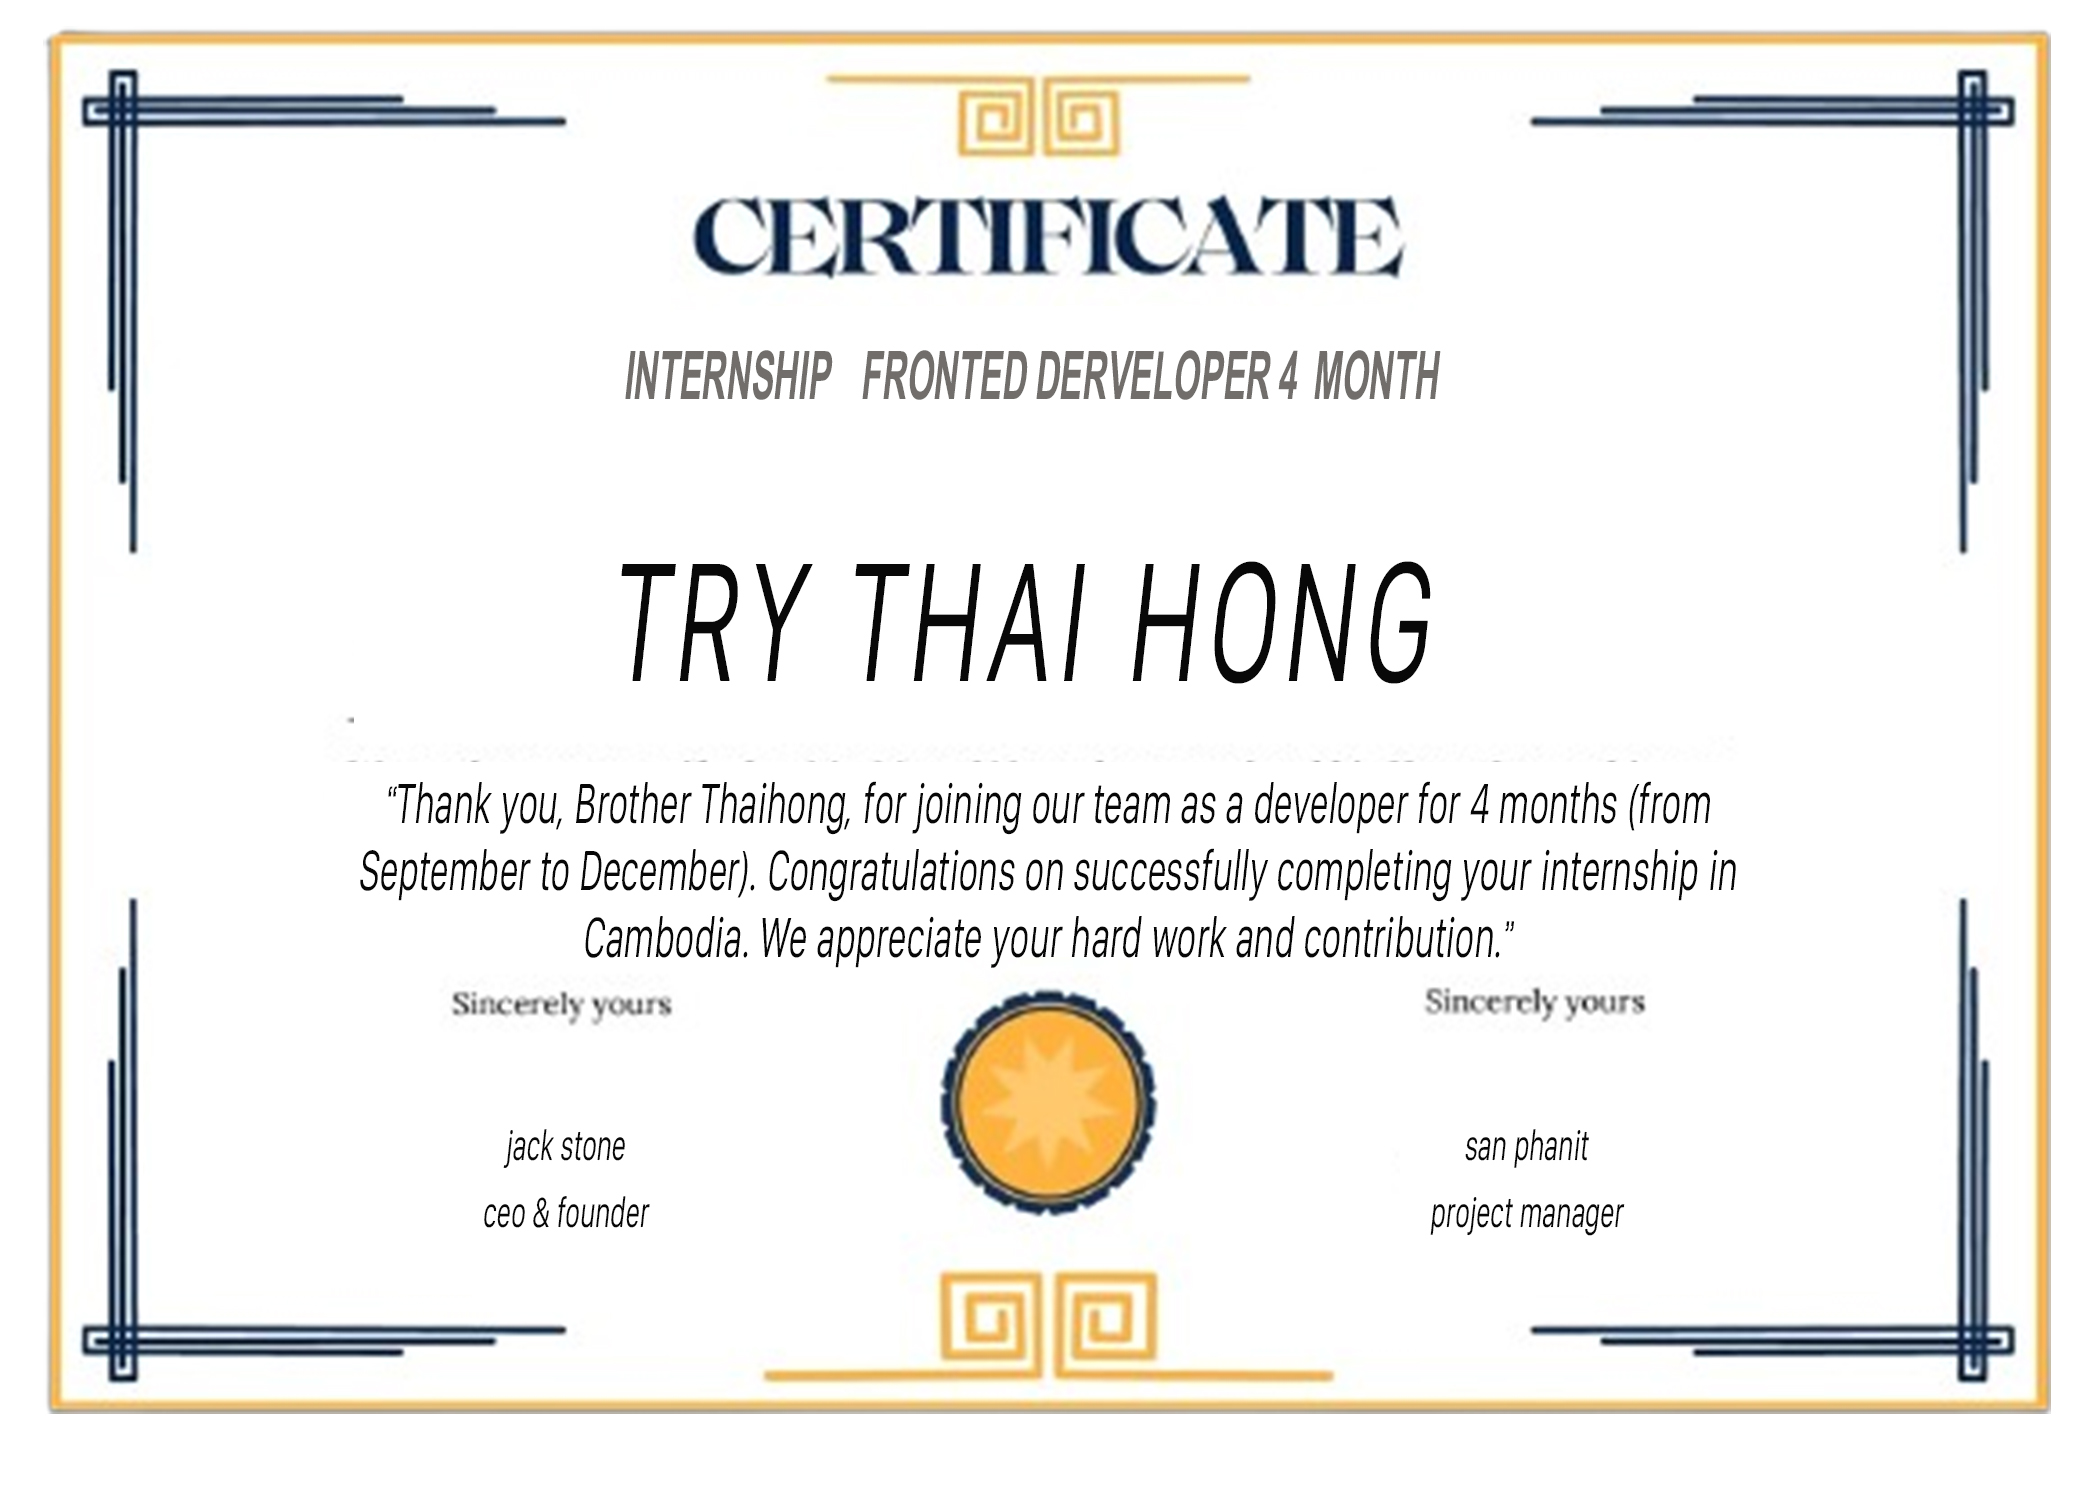 CERTIFICATE
INTERNSHIP FRONTED DERVELOPER 4 MONTH
TRY THAI HONG
“Thank you, Brother Thaihong, for joining our team as a developer for 4 months (from
September to December). Congratulations on successfully completing your internship in
Cambodia. We appreciate your hard work and contribution.”
Sincerely yours
Sincerely yours
jack stone
san phanit
ceo & founder
project manager